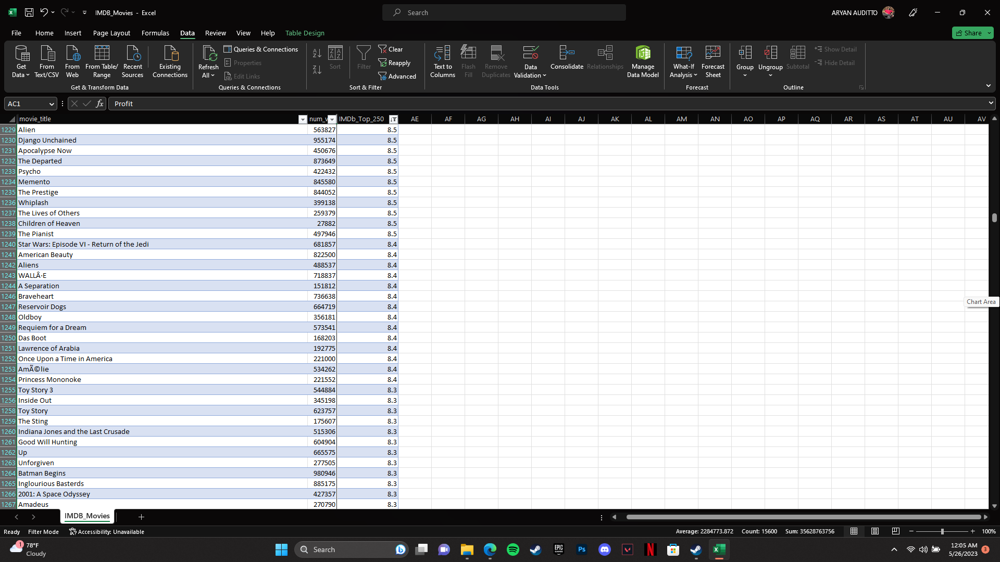 IMDB_Movies - Excel
Search
ARYAN AUDITTO
File Home Insert Page Layout Formulas Data Review View Help Table Design
Share
Get Data
From Text/CSV
From Web
From Table/ Range
Recent Sources
Existing Connections
Get & Transform Data
Refresh All
Queries & Connections
Properties
Edit Links
Queries & Connections
Sort
Filter
Clear
Reapply
Advanced
Sort & Filter
Text to Columns
Flash Fill
Remove Duplicates
Data Validation
Consolidate
Relationships
Manage Data Model
Data Tools
What-If Analysis
Forecast Sheet
Forecast
Group
Ungroup
Subtotal
Show Detail
Hide Detail
Outline
AC1 fx Profit
movie_title num_v IMDb_Top_250 AE AF AG AH AI AJ AK AL AM AN AO AP AQ AR AS AT AU AV
1229 Alien 563827 8.5
1230 Django Unchained 955174 8.5
1231 Apocalypse Now 450676 8.5
1232 The Departed 873649 8.5
1233 Psycho 422432 8.5
1234 Memento 845580 8.5
1235 The Prestige 844052 8.5
1236 Whiplash 399138 8.5
1237 The Lives of Others 259379 8.5
1238 Children of Heaven 27882 8.5
1239 The Pianist 497946 8.5
1240 Star Wars: Episode VI - Return of the Jedi 681857 8.4
1241 American Beauty 822500 8.4
1242 Aliens 488537 8.4
1243 WALLÂ·E 718837 8.4
1244 A Separation 151812 8.4
1246 Braveheart 736638 8.4
1247 Reservoir Dogs 664719 8.4
1248 Oldboy 356181 8.4
1249 Requiem for a Dream 573541 8.4
1250 Das Boot 168203 8.4
1251 Lawrence of Arabia 192775 8.4
1252 Once Upon a Time in America 221000 8.4
1253 AmÃ©lie 534262 8.4
1254 Princess Mononoke 221552 8.4
1255 Toy Story 3 544884 8.3
1256 Inside Out 345198 8.3
1258 Toy Story 623757 8.3
1259 The Sting 175607 8.3
1260 Indiana Jones and the Last Crusade 515306 8.3
1261 Good Will Hunting 604904 8.3
1262 Up 665575 8.3
1263 Unforgiven 277505 8.3
1264 Batman Begins 980946 8.3
1265 Inglourious Basterds 885175 8.3
1266 2001: A Space Odyssey 427357 8.3
1267 Amadeus 270790 8.3
Chart Area
IMDB_Movies
Ready Filter Mode Accessibility: Unavailable Average: 2284773.872 Count: 15600 Sum: 35628763756 100%
1
78°F
Cloudy
Search
EPIC GAMES
Ps
12:05 AM
5/26/2023
3